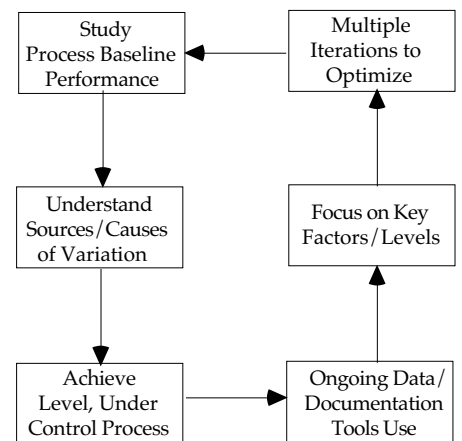 Study
Process Baseline
Performance
Multiple
Iterations to
Optimize
Understand
Sources/Causes
of Variation
Focus on Key
Factors/Levels
Achieve
Level, Under
Control Process
Ongoing Data/
Documentation
Tools Use